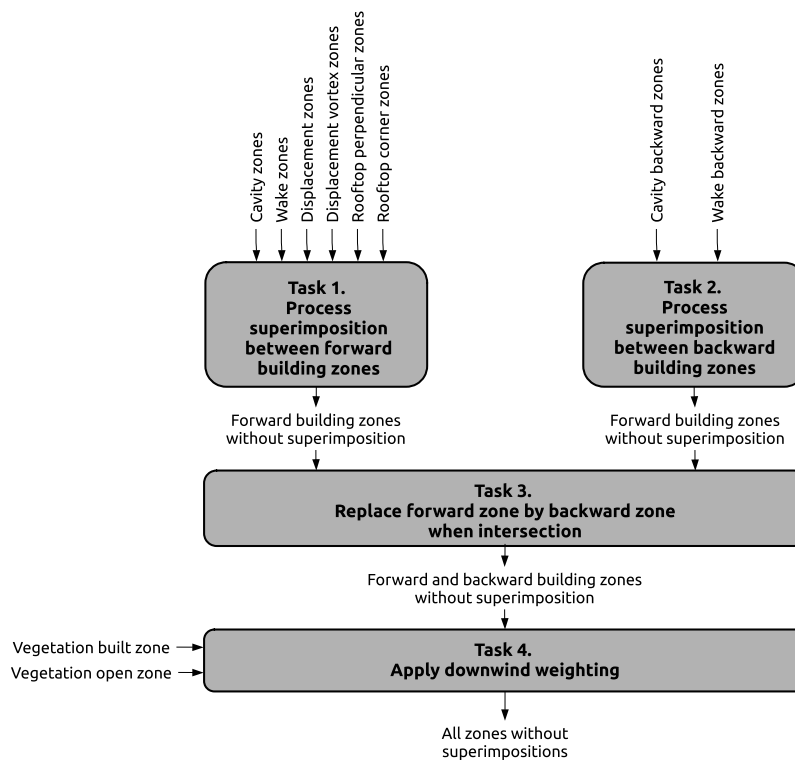 Cavity zones
Wake zones
Displacement zones
Displacement vortex zones
Rooftop perpendicular zones
Rooftop corner zones
Cavity backward zones
Wake backward zones
Task 1.
Process
superimposition
between forward
building zones
Task 2.
Process
superimposition
between backward
building zones
Forward building zones
without superimposition
Forward building zones
without superimposition
Task 3.
Replace forward zone by backward zone
when intersection
Forward and backward building zones
without superimposition
Vegetation built zone
Vegetation open zone
Task 4.
Apply downwind weighting
All zones without
superimpositions